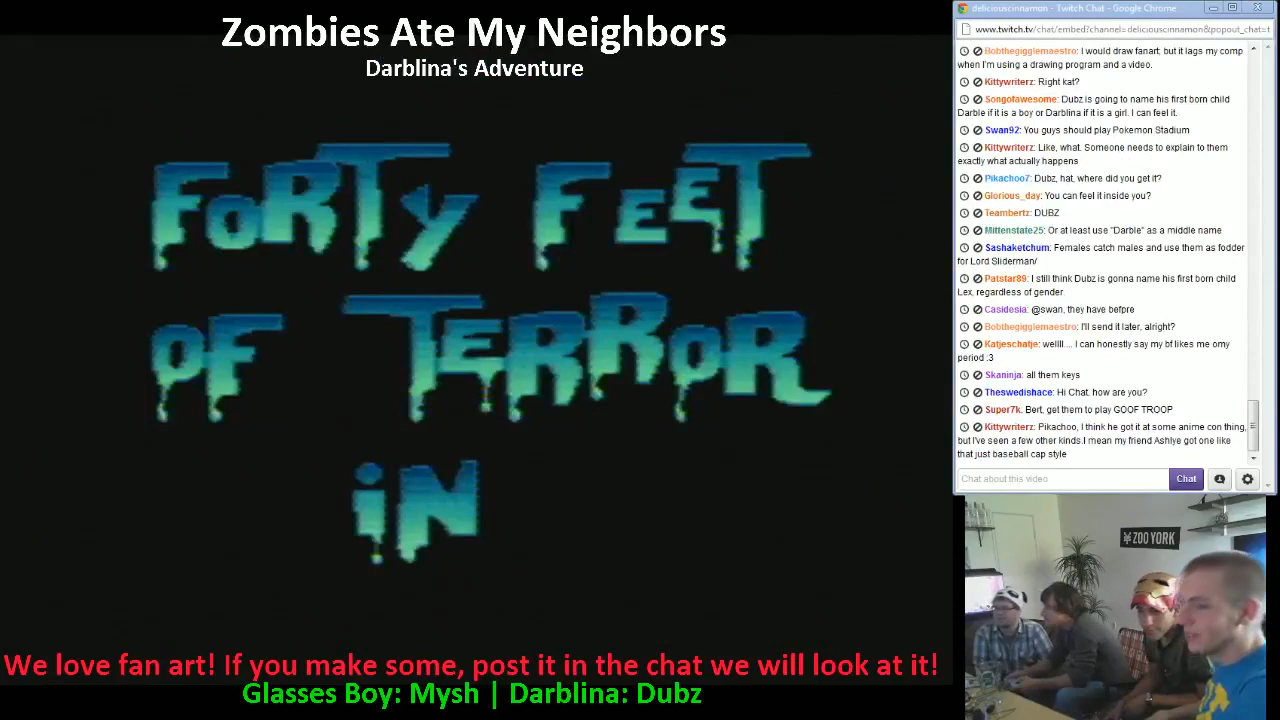 Zombies Ate My Neighbors
Darblina's Adventure
FORTY FEET
OF TERROR
iN
We love fan art! If you make some, post it in the chat we will look at it!
Glasses Boy: Mysh | Darblina: Dubz
deliciouscinnamon - Twitch Chat - Google Chrome
www.twitch.tv/chat/embed?channel=deliciouscinnamon&popout_chat=t
Bobthegigglemaestro: I would draw fanart, but it lags my comp
when I'm using a drawing program and a video.
Kittywriterz: Right kat?
Songofawesome: Dubz is going to name his first born child
Darble if it is a boy or Darblina if it is a girl. I can feel it.
Swan92: You guys should play Pokemon Stadium
Kittywriterz: Like, what. Someone needs to explain to them
exactly what actually happens
Pikachoo7: Dubz, hat, where did you get it?
Glorious_day: You can feel it inside you?
Teambertz: DUBZ
Mittenstate25: Or at least use "Darble" as a middle name
Sashaketchum: Females catch males and use them as fodder
for Lord Sliderman/
Patstar89: I still think Dubz is gonna name his first born child
Lex, regardless of gender.
Casidesia: @swan, they have befpre
Bobthegigglemaestro: I'll send it later, alright?
Katjeschatje: wellll.... I can honestly say my bf likes me omy
period :3
Skaninja: all them keys
Theswedishace: Hi Chat, how are you?
Super7k: Bert, get them to play GOOF TROOP
Kittywriterz: Pikachoo, I think he got it at some anime con thing,
but I've seen a few other kinds.I mean my friend Ashlye got one like
that just baseball cap style
Chat about this video
Chat
ZOO YORK